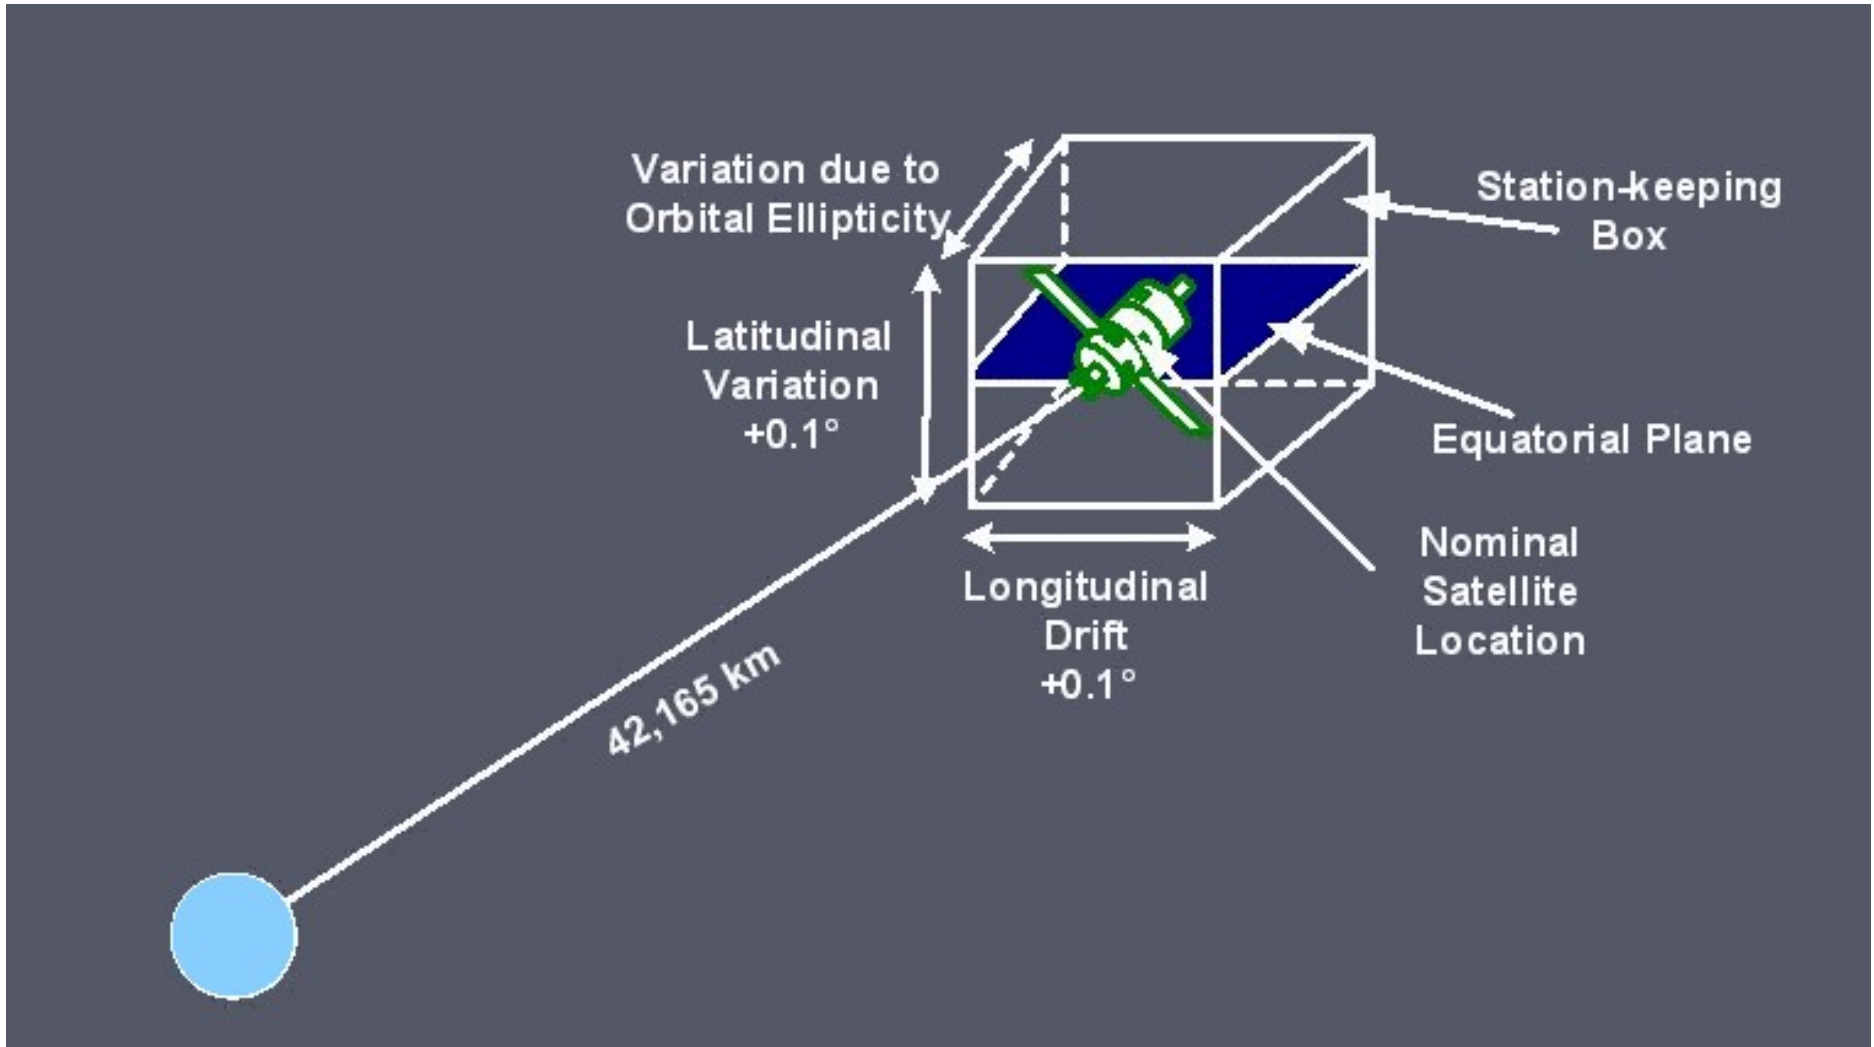 Variation due to
Orbital Ellipticity
Station-keeping
Box
Latitudinal
Variation
+0.1°
Equatorial Plane
Nominal
Satellite
Location
Longitudinal
Drift
+0.1°
42,165 km